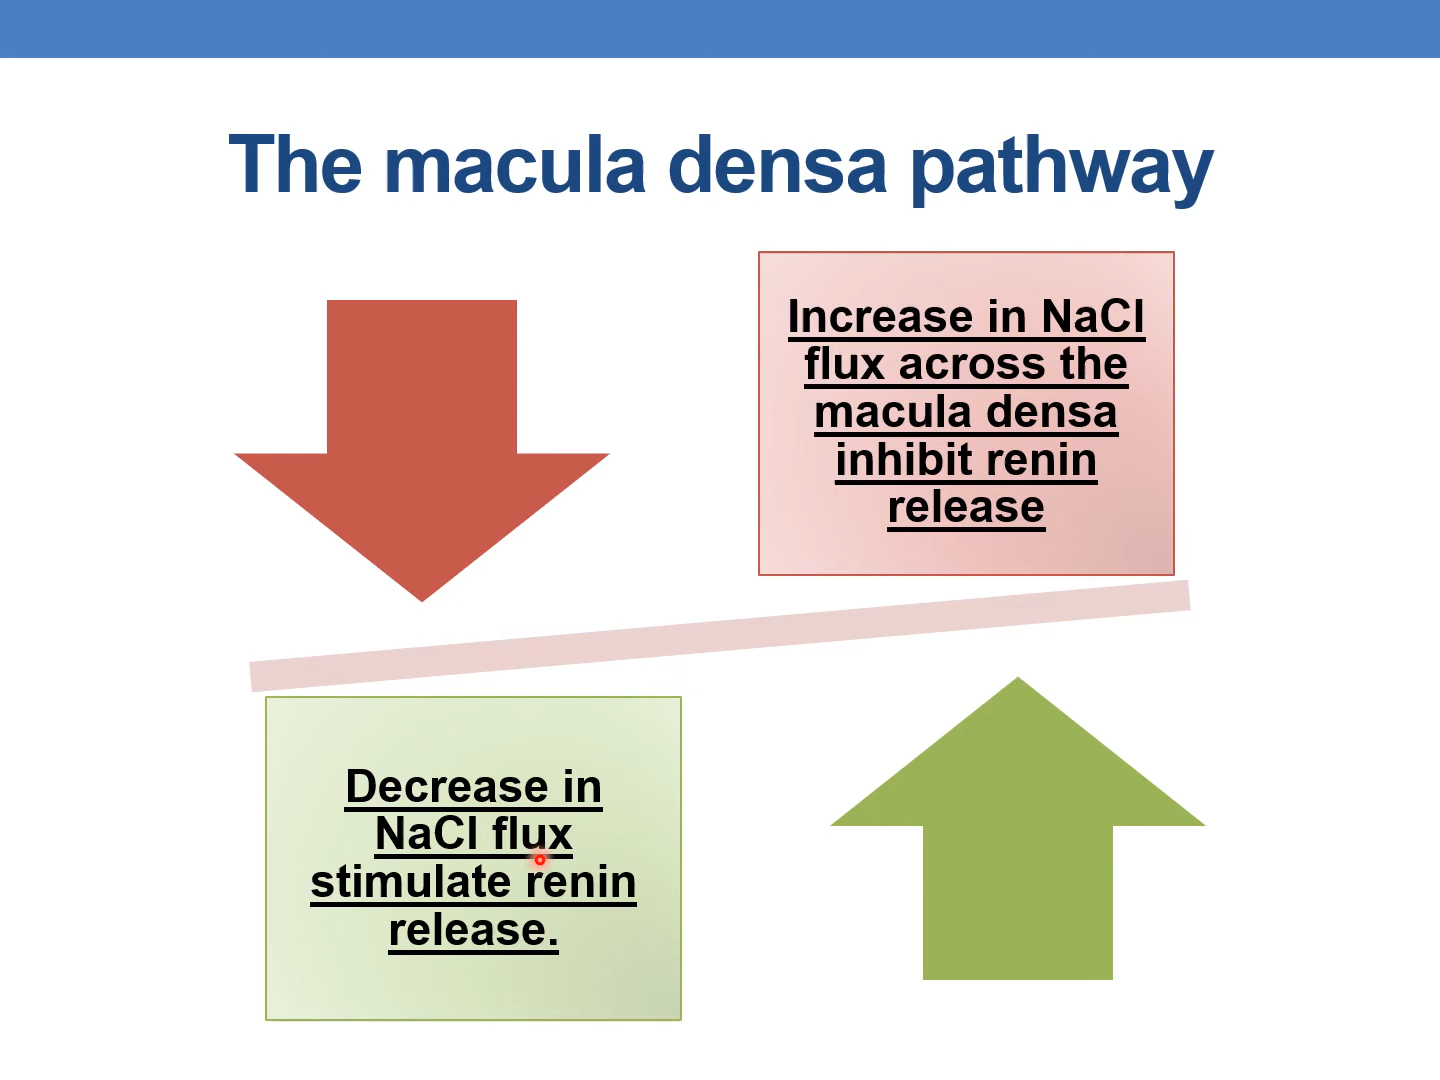 The macula densa pathway
Increase in NaCl
flux across the
macula densa
inhibit renin
release
Decrease in
NaCl flux
stimulate renin
release.